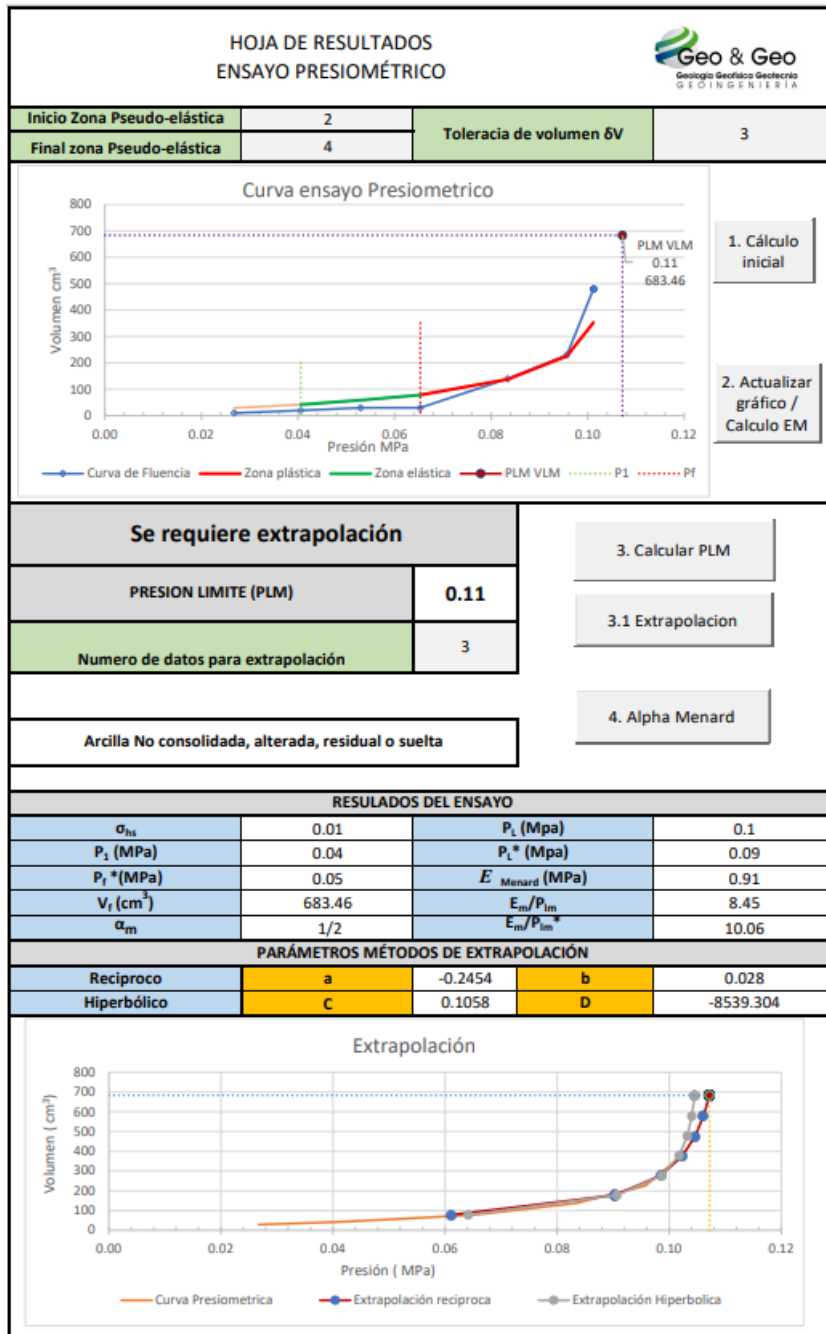 HOJA DE RESULTADOS
ENSAYO PRESIOMÉTRICO
Geo & Geo
Geología Geofísica Geotecnia
GEOINGENIERÍA
Inicio Zona Pseudo-elástica 2
Final zona Pseudo-elástica 4
Toleracia de volumen δV 3
Curva ensayo Presiometrico
800
700
600
500
400
300
200
100
0
Volumen cm³
PLM VLM
0.11
683.46
0.00 0.02 0.04 0.06 0.08 0.10 0.12
Presión MPa
Curva de Fluencia Zona plástica Zona elástica PLM VLM P1 Pf
1. Cálculo
inicial
2. Actualizar
gráfico /
Calculo EM
Se requiere extrapolación
PRESION LIMITE (PLM) 0.11
Numero de datos para extrapolación 3
3. Calcular PLM
3.1 Extrapolacion
4. Alpha Menard
Arcilla No consolidada, alterada, residual o suelta
RESULADOS DEL ENSAYO
σhs 0.01 PL (Mpa) 0.1
P1 (MPa) 0.04 PL* (Mpa) 0.09
Pf *(MPa) 0.05 E Menard (MPa) 0.91
Vf (cm³) 683.46 Em/Plm 8.45
αm 1/2 Em/Plm* 10.06
PARÁMETROS MÉTODOS DE EXTRAPOLACIÓN
Reciproco a -0.2454 b 0.028
Hiperbólico C 0.1058 D -8539.304
Extrapolación
800
700
600
500
400
300
200
100
0
Volumen ( cm³)
0.00 0.02 0.04 0.06 0.08 0.10 0.12
Presión ( MPa)
Curva Presiometrica Extrapolación reciproca Extrapolación Hiperbolica